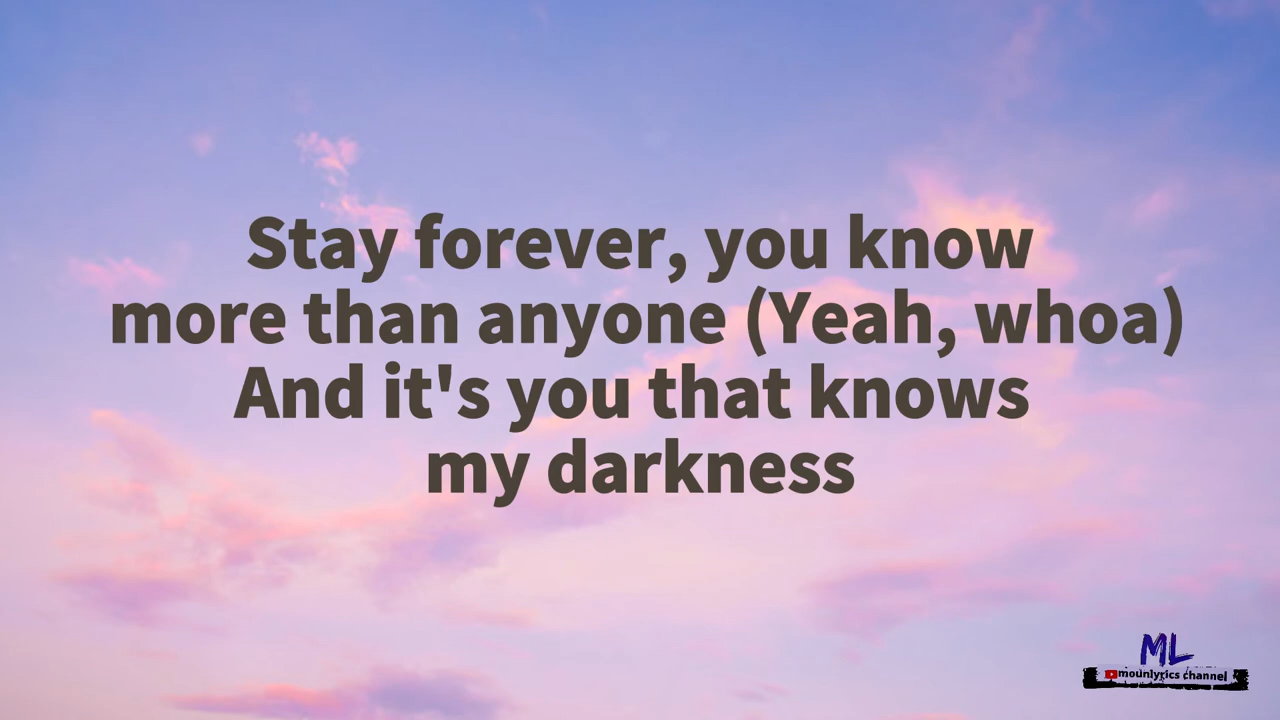 Stay forever, you know
more than anyone (Yeah, whoa)
And it's you that knows
my darkness
ML
mounlyrics channel